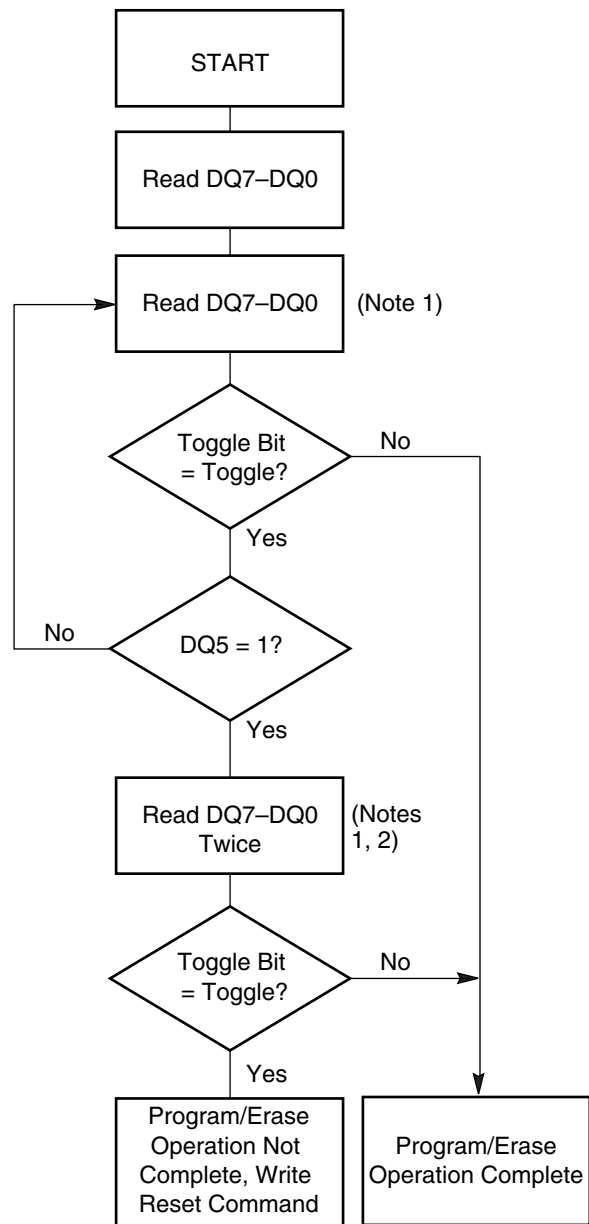 START
Read DQ7–DQ0
Read DQ7–DQ0
(Note 1)
Toggle Bit
= Toggle?
No
Yes
No
DQ5 = 1?
Yes
Read DQ7–DQ0
Twice
(Notes
1, 2)
Toggle Bit
= Toggle?
No
Yes
Program/Erase
Operation Not
Complete, Write
Reset Command
Program/Erase
Operation Complete